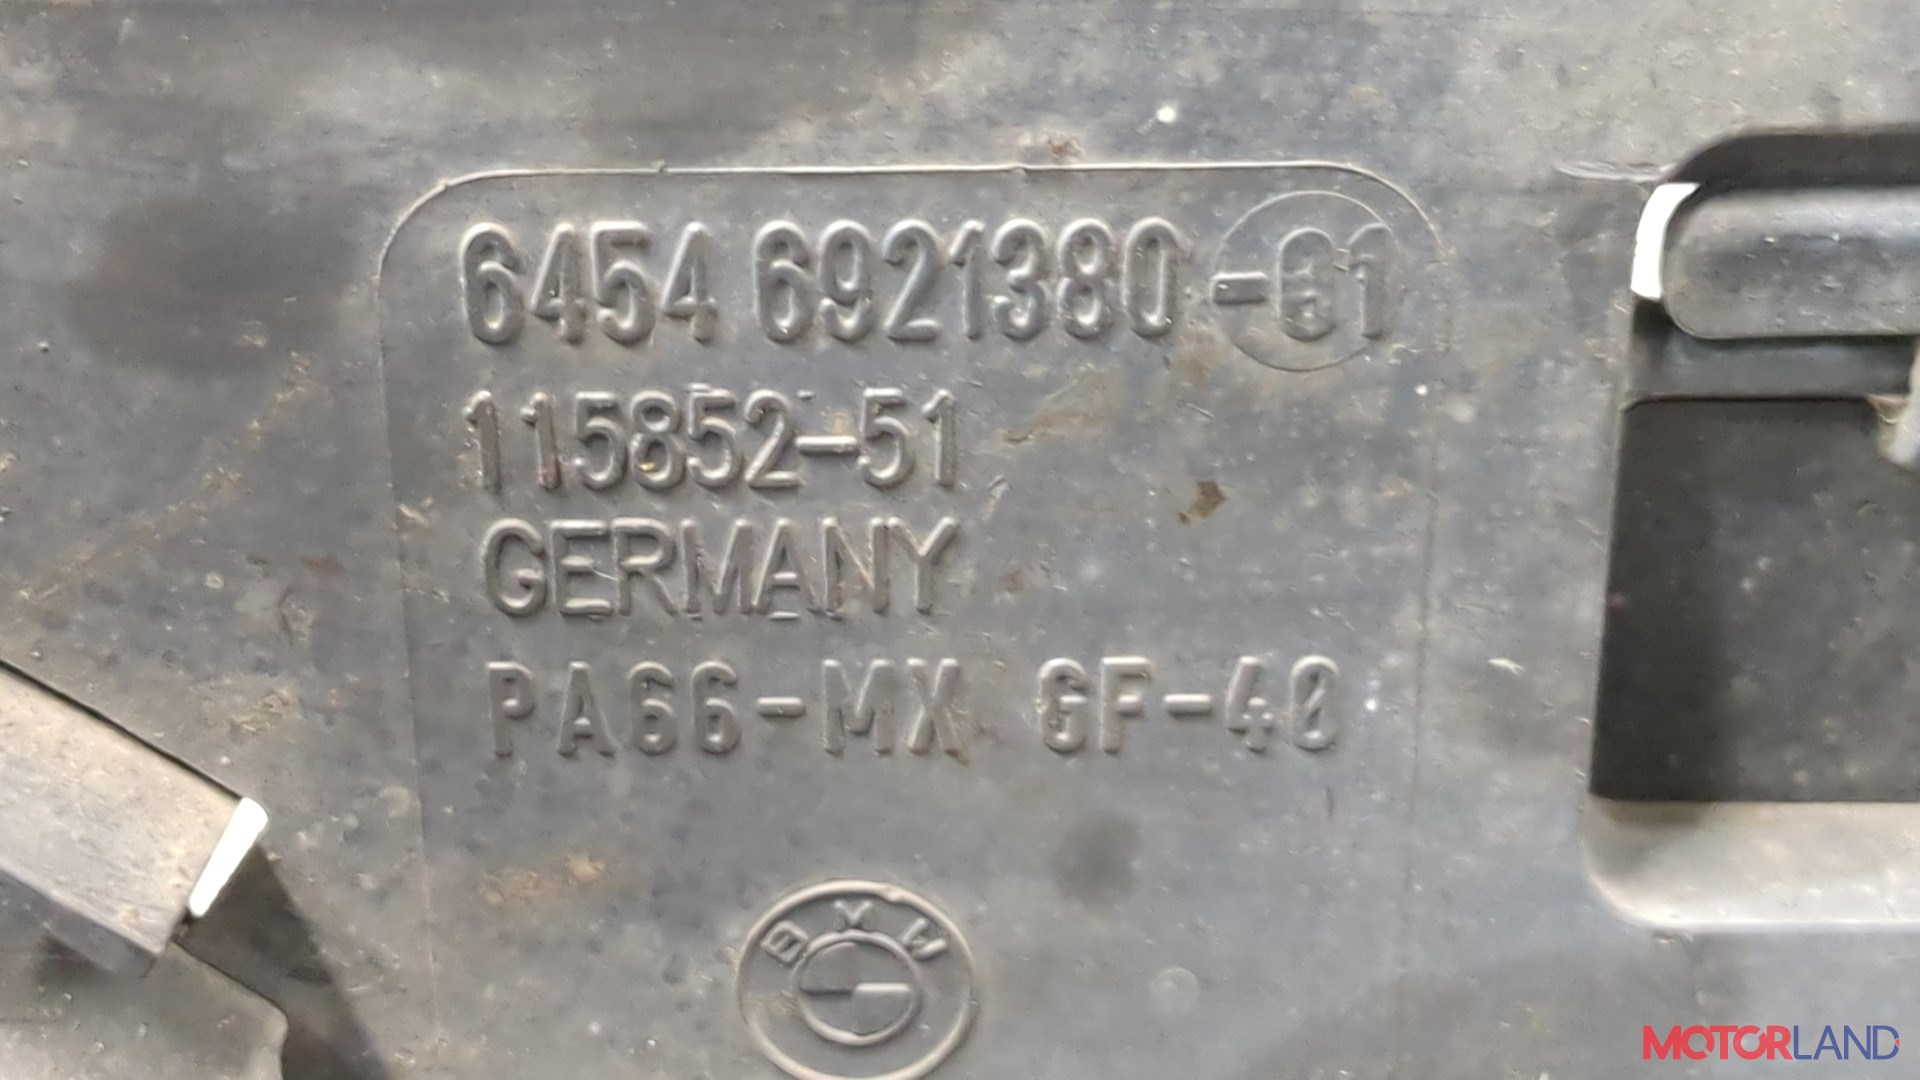 6454 6921380-01
115852-51
GERMANY
PA66-MX GF-40
BMW
MOTORLAND